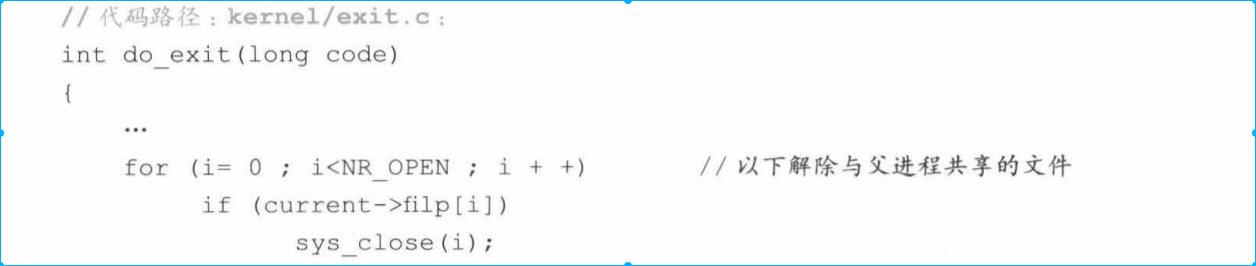 // 代码路径：kernel/exit.c：
int do_exit(long code)
{
…
for (i= 0 ; i<NR_OPEN ; i + +) // 以下解除与父进程共享的文件
if (current->filp[i])
sys_close(i);